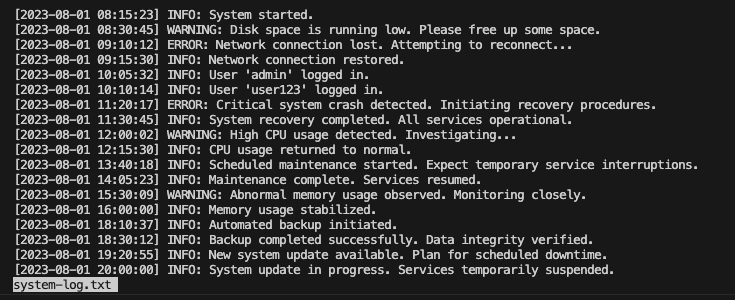 [2023-08-01 08:15:23] INFO: System started.
[2023-08-01 08:30:45] WARNING: Disk space is running low. Please free up some space.
[2023-08-01 09:10:12] ERROR: Network connection lost. Attempting to reconnect...
[2023-08-01 09:15:30] INFO: Network connection restored.
[2023-08-01 10:05:32] INFO: User 'admin' logged in.
[2023-08-01 10:10:14] INFO: User 'user123' logged in.
[2023-08-01 11:20:17] ERROR: Critical system crash detected. Initiating recovery procedures.
[2023-08-01 11:30:45] INFO: System recovery completed. All services operational.
[2023-08-01 12:00:02] WARNING: High CPU usage detected. Investigating...
[2023-08-01 12:15:30] INFO: CPU usage returned to normal.
[2023-08-01 13:40:18] INFO: Scheduled maintenance started. Expect temporary service interruptions.
[2023-08-01 14:05:23] INFO: Maintenance complete. Services resumed.
[2023-08-01 15:30:09] WARNING: Abnormal memory usage observed. Monitoring closely.
[2023-08-01 16:00:00] INFO: Memory usage stabilized.
[2023-08-01 18:10:37] INFO: Automated backup initiated.
[2023-08-01 18:30:12] INFO: Backup completed successfully. Data integrity verified.
[2023-08-01 19:20:55] INFO: New system update available. Plan for scheduled downtime.
[2023-08-01 20:00:00] INFO: System update in progress. Services temporarily suspended.
system-log.txt